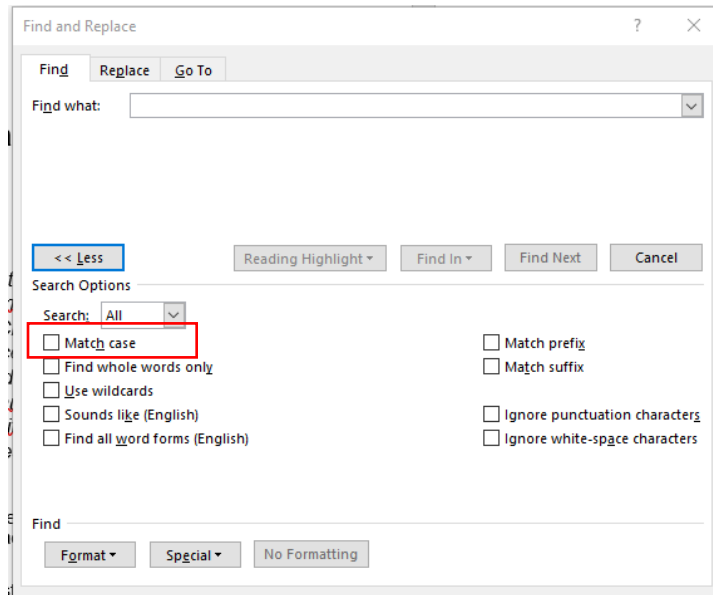 Find and Replace ? ×
Find Replace Go To
Find what:
<< Less Reading Highlight Find In Find Next Cancel
Search Options
Search: All
Match case Match prefix
Find whole words only Match suffix
Use wildcards
Sounds like (English) Ignore punctuation characters
Find all word forms (English) Ignore white-space characters
Find
Format Special No Formatting